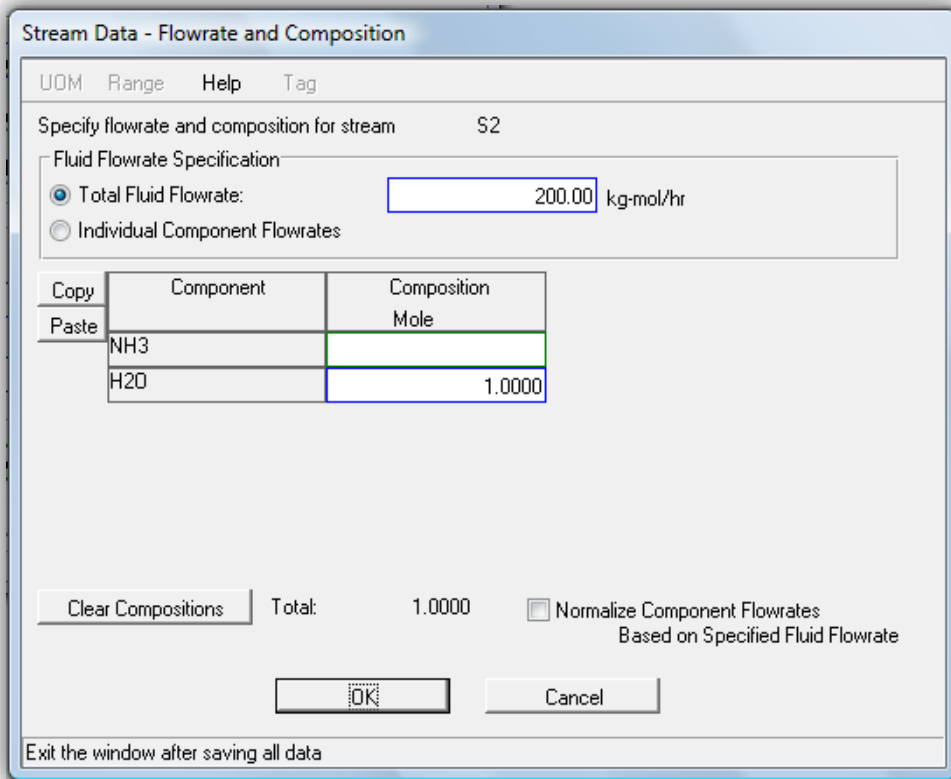 Stream Data - Flowrate and Composition
UOM Range Help Tag
Specify flowrate and composition for stream S2
Fluid Flowrate Specification
Total Fluid Flowrate: 200.00 kg-mol/hr
Individual Component Flowrates
Copy Component Composition
Mole
Paste
NH3
H2O 1.0000
Clear Compositions Total: 1.0000 Normalize Component Flowrates
Based on Specified Fluid Flowrate
OK Cancel
Exit the window after saving all data